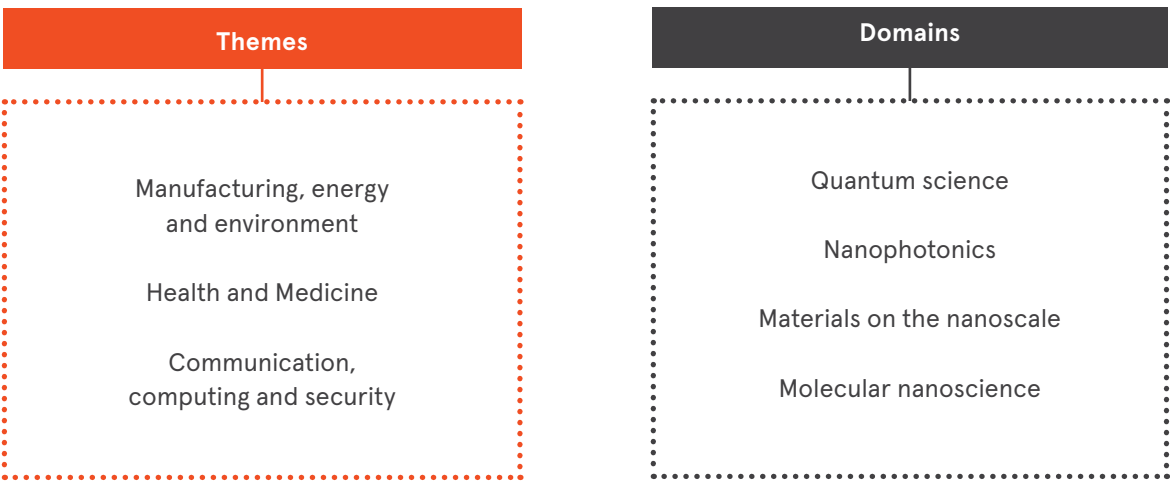 Themes
Manufacturing, energy
and environment
Health and Medicine
Communication,
computing and security
Domains
Quantum science
Nanophotonics
Materials on the nanoscale
Molecular nanoscience